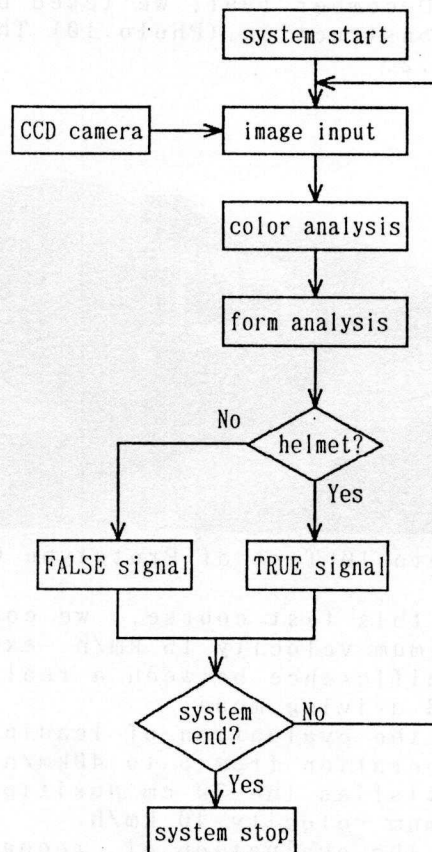 system start
CCD camera
image input
color analysis
form analysis
No
helmet?
Yes
FALSE signal
TRUE signal
system
end?
No
Yes
system stop